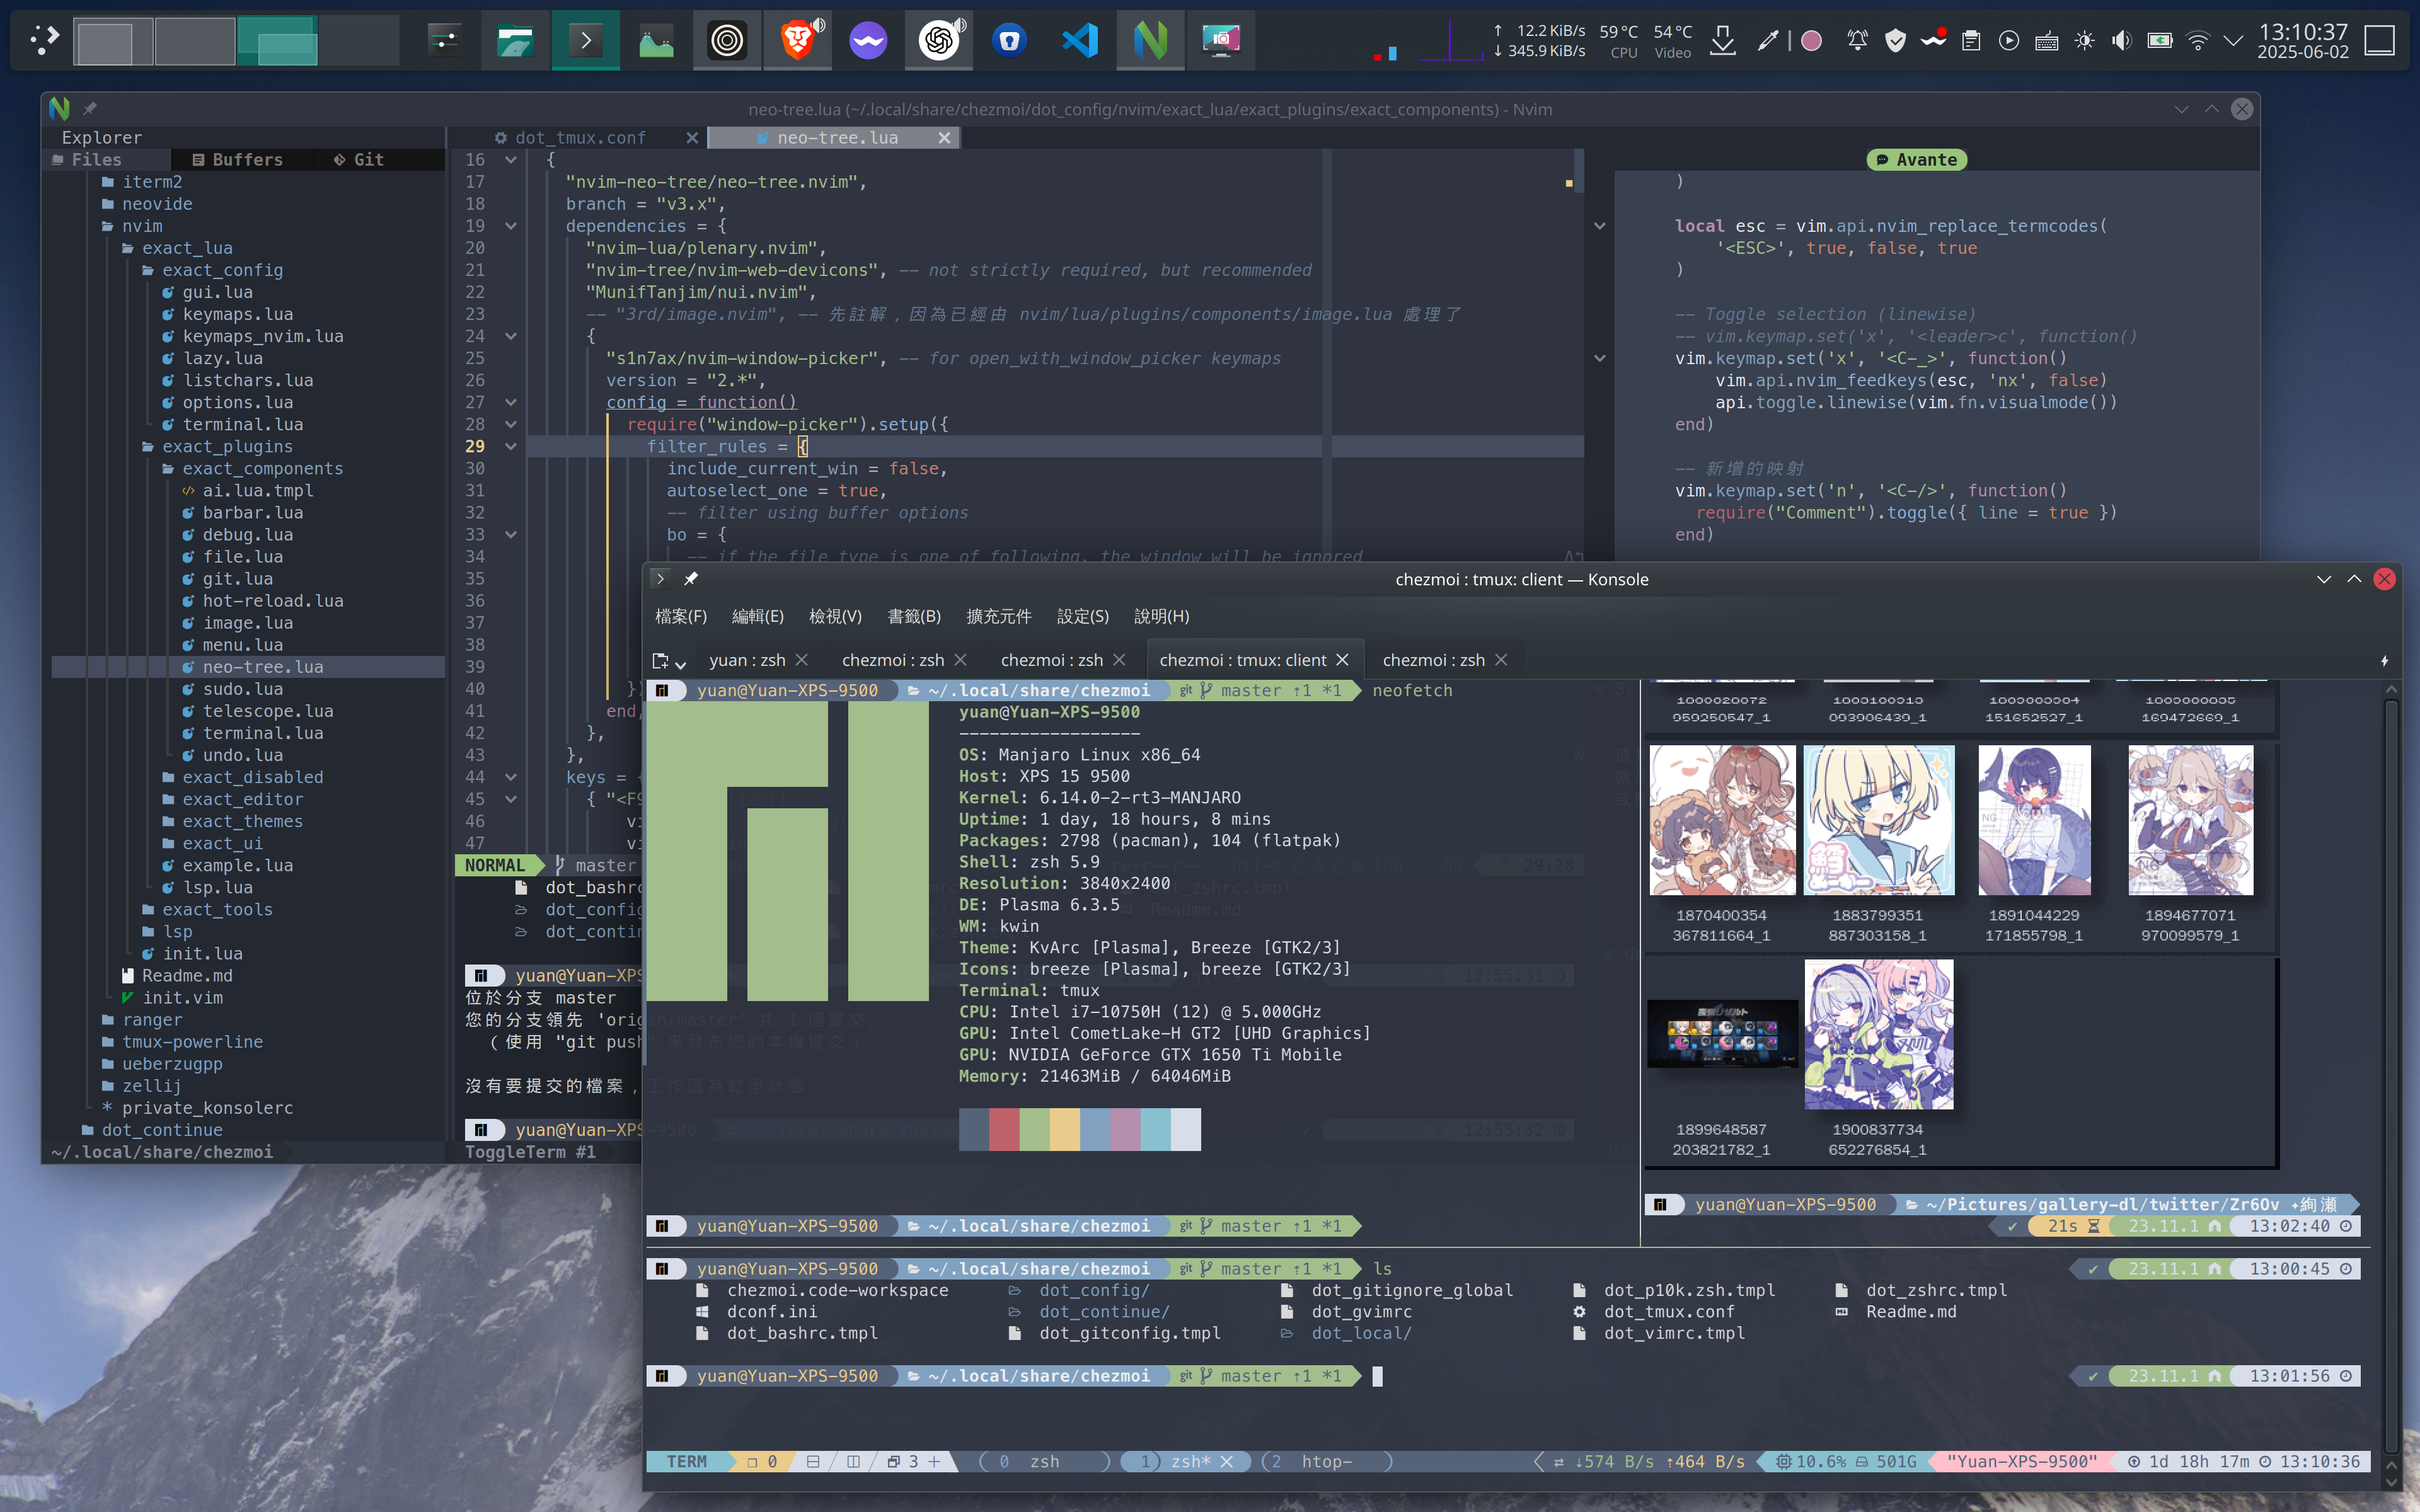 ↑ 12.2 KiB/s
↓ 345.9 KiB/s
59 °C
CPU
54 °C
Video
13:10:37
2025-06-02
neo-tree.lua (~/.local/share/chezmoi/dot_config/nvim/exact_lua/exact_plugins/exact_components) - Nvim
Explorer
Files Buffers Git
iterm2
neovide
nvim
exact_lua
exact_config
gui.lua
keymaps.lua
keymaps_nvim.lua
lazy.lua
listchars.lua
options.lua
terminal.lua
exact_plugins
exact_components
ai.lua.tmpl
barbar.lua
debug.lua
file.lua
git.lua
hot-reload.lua
image.lua
menu.lua
neo-tree.lua
sudo.lua
telescope.lua
terminal.lua
undo.lua
exact_disabled
exact_editor
exact_themes
exact_ui
example.lua
lsp.lua
exact_tools
lsp
init.lua
Readme.md
init.vim
ranger
tmux-powerline
ueberzugpp
zellij
* private_konsolerc
dot_continue
~/.local/share/chezmoi
dot_tmux.conf neo-tree.lua
16 {
17 "nvim-neo-tree/neo-tree.nvim",
18 branch = "v3.x",
19 dependencies = {
20 "nvim-lua/plenary.nvim",
21 "nvim-tree/nvim-web-devicons", -- not strictly required, but recommended
22 "MunifTanjim/nui.nvim",
23 -- "3rd/image.nvim", -- 先註解，因為已經由 nvim/lua/plugins/components/image.lua 處理了
24 {
25 "s1n7ax/nvim-window-picker", -- for open_with_window_picker keymaps
26 version = "2.*",
27 config = function()
28 require("window-picker").setup({
29 filter_rules = {
30 include_current_win = false,
31 autoselect_one = true,
32 -- filter using buffer options
33 bo = {
34 -- if the file type is one of following, the window will be ignored
35
36
37
38
39
40 })
41 end,
42 },
43 },
44 keys = {
45 { "<F9
46 vi
47 vi
NORMAL master
dot_bashrc
dot_config
dot_contin
yuan@Yuan-XPS
位於分支 master
您的分支領先 'origin/master' 共 1 個提交。
（使用 "git push" 來發布您的本機提交）
沒有要提交的檔案，工作區為乾淨狀態
yuan@Yuan-XPS-9500
ToggleTerm #1
Avante
)
local esc = vim.api.nvim_replace_termcodes(
'<ESC>', true, false, true
)
-- Toggle selection (linewise)
-- vim.keymap.set('x', '<leader>c', function()
vim.keymap.set('x', '<C-_>', function()
vim.api.nvim_feedkeys(esc, 'nx', false)
api.toggle.linewise(vim.fn.visualmode())
end)
-- 新增的映射
vim.keymap.set('n', '<C-/>', function()
require("Comment").toggle({ line = true })
end)
chezmoi : tmux: client — Konsole
檔案(F) 編輯(E) 檢視(V) 書籤(B) 擴充元件 設定(S) 說明(H)
yuan : zsh chezmoi : zsh chezmoi : zsh chezmoi : tmux: client chezmoi : zsh
yuan@Yuan-XPS-9500 ~/.local/share/chezmoi git master ⇡1 *1 neofetch
yuan@Yuan-XPS-9500
------------------
OS: Manjaro Linux x86_64
Host: XPS 15 9500
Kernel: 6.14.0-2-rt3-MANJARO
Uptime: 1 day, 18 hours, 8 mins
Packages: 2798 (pacman), 104 (flatpak)
Shell: zsh 5.9
Resolution: 3840x2400
DE: Plasma 6.3.5
WM: kwin
Theme: KvArc [Plasma], Breeze [GTK2/3]
Icons: breeze [Plasma], breeze [GTK2/3]
Terminal: tmux
CPU: Intel i7-10750H (12) @ 5.000GHz
GPU: Intel CometLake-H GT2 [UHD Graphics]
GPU: NVIDIA GeForce GTX 1650 Ti Mobile
Memory: 21463MiB / 64046MiB
yuan@Yuan-XPS-9500 ~/.local/share/chezmoi git master ⇡1 *1
959250547_1 093906439_1 151652527_1 169472669_1
1870400354 1883799351 1891044229 1894677071
367811664_1 887303158_1 171855798_1 970099579_1
1899648587 1900837734
203821782_1 652276854_1
yuan@Yuan-XPS-9500 ~/Pictures/gallery-dl/twitter/Zr6Ov ✦絢瀬
✔ 21s 23.11.1 13:02:40
yuan@Yuan-XPS-9500 ~/.local/share/chezmoi git master ⇡1 *1 ls ✔ 23.11.1 13:00:45
chezmoi.code-workspace dot_config/ dot_gitignore_global dot_p10k.zsh.tmpl dot_zshrc.tmpl
dconf.ini dot_continue/ dot_gvimrc dot_tmux.conf Readme.md
dot_bashrc.tmpl dot_gitconfig.tmpl dot_local/ dot_vimrc.tmpl
yuan@Yuan-XPS-9500 ~/.local/share/chezmoi git master ⇡1 *1 ✔ 23.11.1 13:01:56
TERM 0 3 + 0 zsh 1 zsh* 2 htop- ↓574 B/s ↑464 B/s 10.6% 501G "Yuan-XPS-9500" 1d 18h 17m 13:10:36